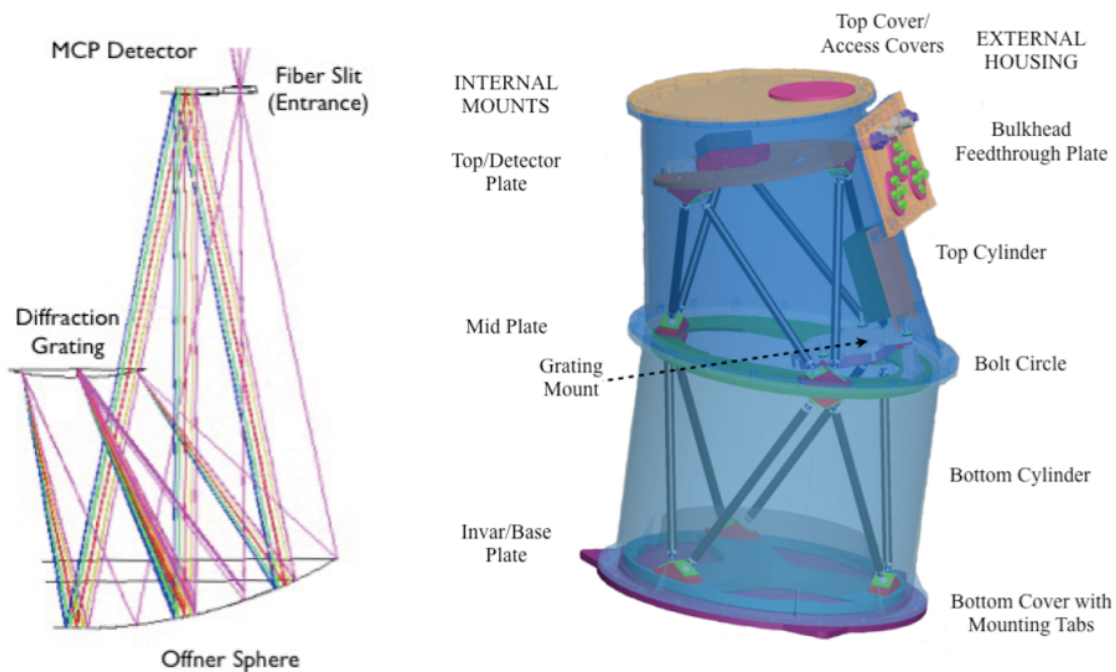 MCP Detector
Fiber Slit
(Entrance)
Diffraction
Grating
Offner Sphere
INTERNAL
MOUNTS
Top/Detector
Plate
Mid Plate
Grating
Mount
Invar/Base
Plate
Top Cover/
Access Covers
EXTERNAL
HOUSING
Bulkhead
Feedthrough Plate
Top Cylinder
Bolt Circle
Bottom Cylinder
Bottom Cover with
Mounting Tabs